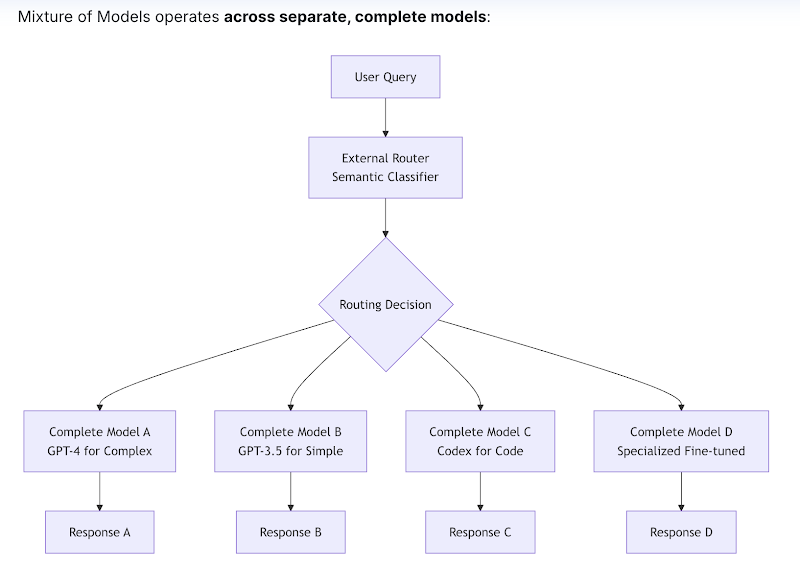 Mixture of Models operates across separate, complete models:
User Query
External Router
Semantic Classifier
Routing Decision
Complete Model A
GPT-4 for Complex
Complete Model B
GPT-3.5 for Simple
Complete Model C
Codex for Code
Complete Model D
Specialized Fine-tuned
Response A
Response B
Response C
Response D